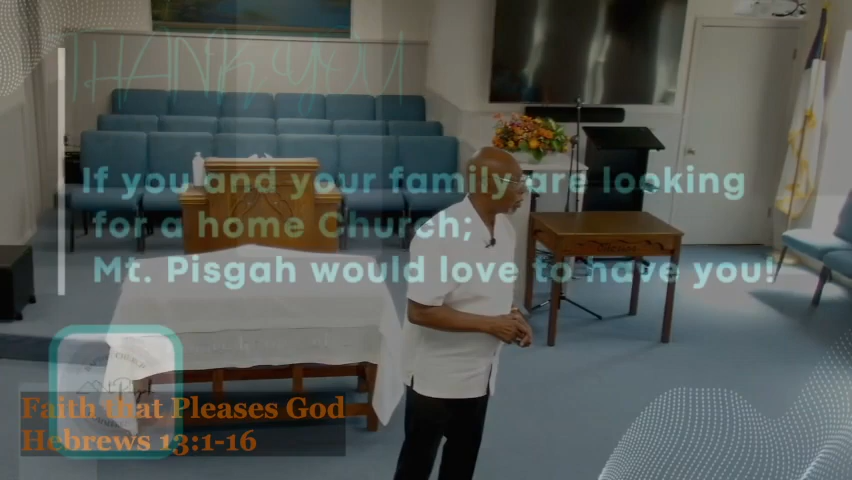 THANK YOU
If you and your family are looking
for a home Church;
Mt. Pisgah would love to have you!
Faith that Pleases God
Hebrews 13:1-16